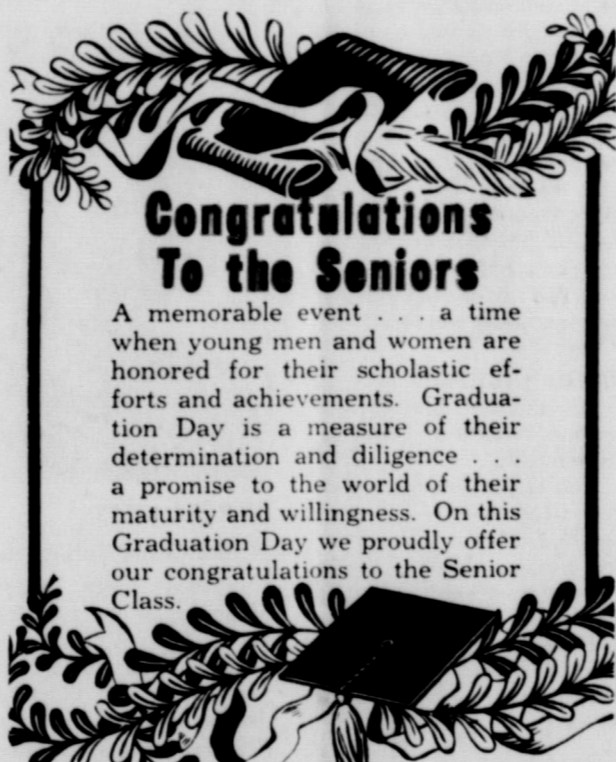 Congratulations
To the Seniors
A memorable event . . . a time
when young men and women are
honored for their scholastic ef-
forts and achievements. Gradua-
tion Day is a measure of their
determination and diligence . . .
a promise to the world of their
maturity and willingness. On this
Graduation Day we proudly offer
our congratulations to the Senior
Class.